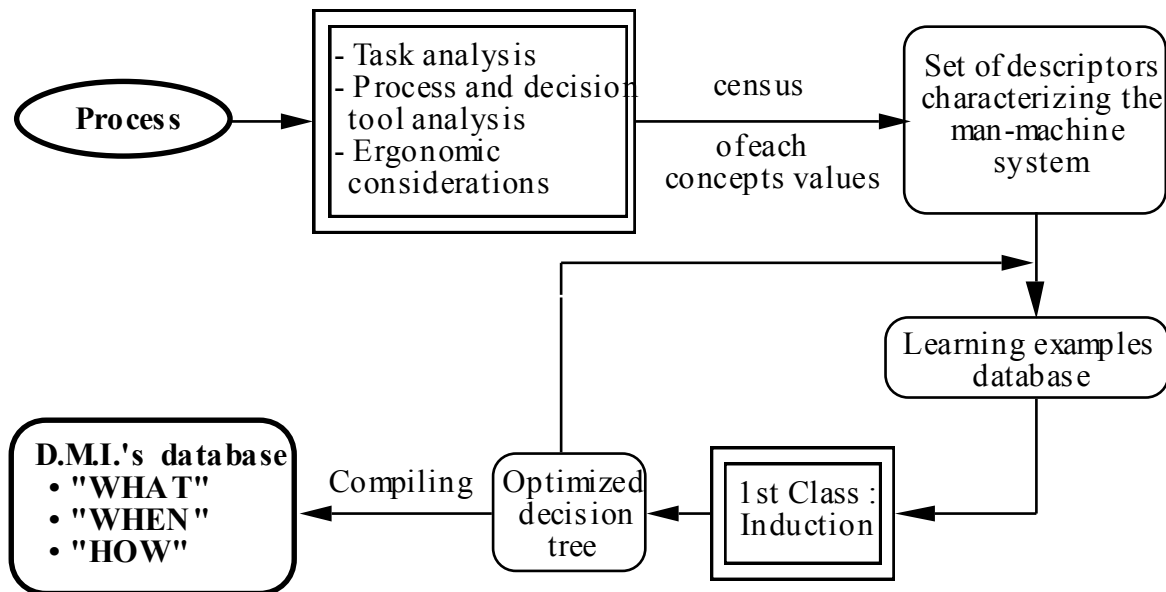 Process
- Task analysis
- Process and decision
tool analysis
- Ergonomic
considerations
census
ofeach
concepts values
Set of descriptors
characterizing the
man-machine
system
Learning examples
database
1st Class :
Induction
Optimized
decision
tree
Compiling
D.M.I.'s database
• "WHAT"
• "WHEN"
• "HOW"